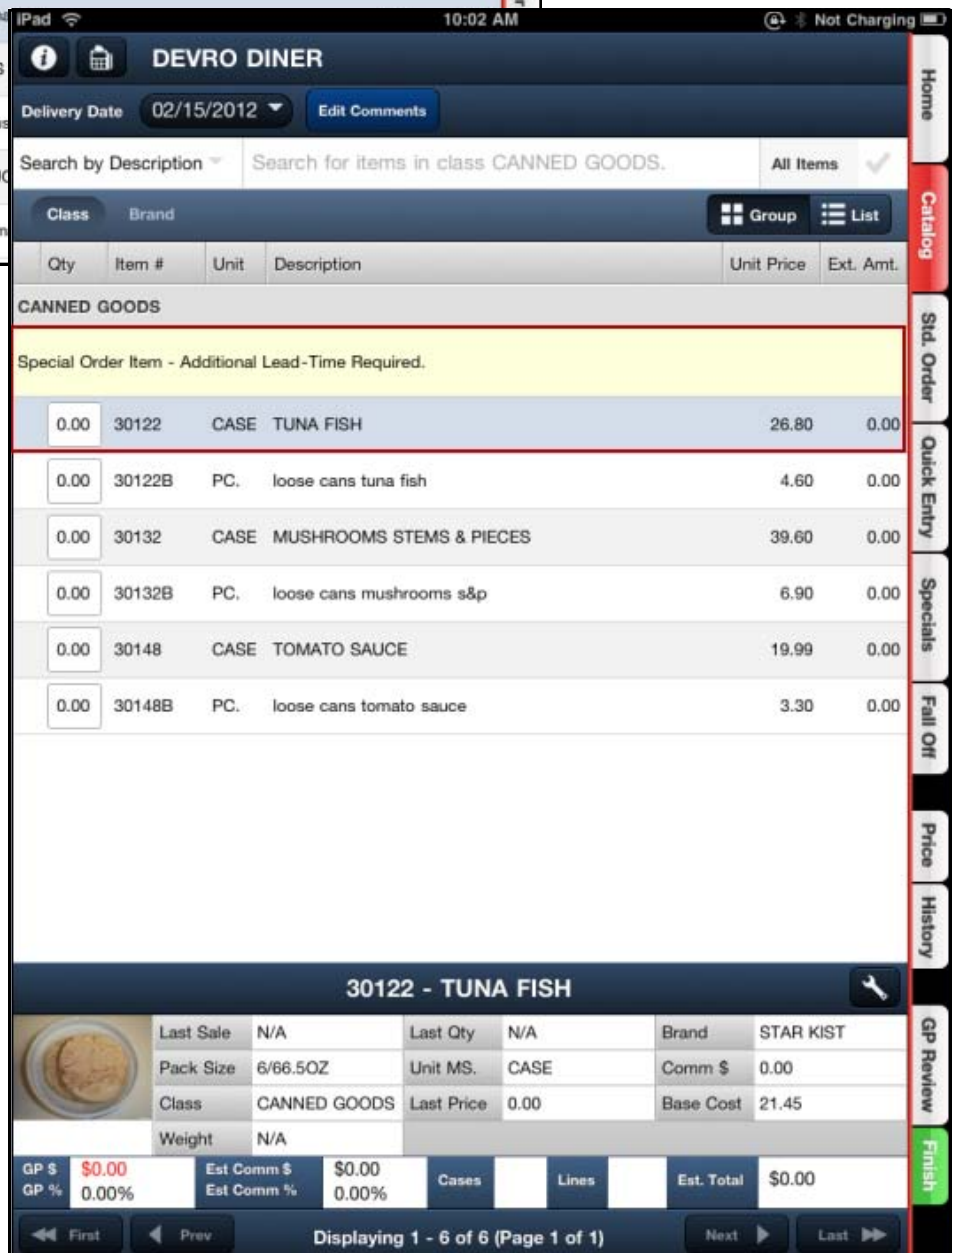 iPad 10:02 AM Not Charging
DEVRO DINER
Delivery Date 02/15/2012 Edit Comments
Search by Description Search for items in class CANNED GOODS. All Items
Class Brand Group List
Qty Item # Unit Description Unit Price Ext. Amt.
CANNED GOODS
Special Order Item - Additional Lead-Time Required.
0.00 30122 CASE TUNA FISH 26.80 0.00
0.00 30122B PC. loose cans tuna fish 4.60 0.00
0.00 30132 CASE MUSHROOMS STEMS & PIECES 39.60 0.00
0.00 30132B PC. loose cans mushrooms s&p 6.90 0.00
0.00 30148 CASE TOMATO SAUCE 19.99 0.00
0.00 30148B PC. loose cans tomato sauce 3.30 0.00
30122 - TUNA FISH
Last Sale N/A Last Qty N/A Brand STAR KIST
Pack Size 6/66.5OZ Unit MS. CASE Comm $ 0.00
Class CANNED GOODS Last Price 0.00 Base Cost 21.45
Weight N/A
GP $ $0.00 Est Comm $ $0.00 Cases Lines Est. Total $0.00
GP % 0.00% Est Comm % 0.00%
First Prev Displaying 1 - 6 of 6 (Page 1 of 1) Next Last
Home
Catalog
Std. Order
Quick Entry
Specials
Fall Off
Price
History
GP Review
Finish